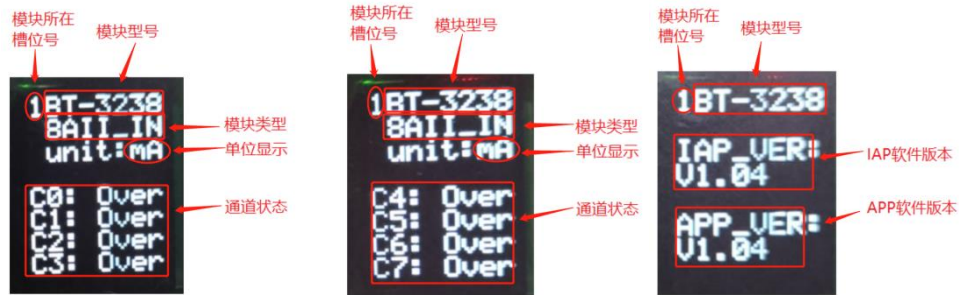 模块所在
槽位号
模块型号
1 BT-3238
8AII_IN
模块类型
unit:mA
单位显示
C0: Over
C1: Over
C2: Over
C3: Over
通道状态
模块所在
槽位号
模块型号
1 BT-3238
8AII_IN
模块类型
unit:mA
单位显示
C4: Over
C5: Over
C6: Over
C7: Over
通道状态
模块所在
槽位号
模块型号
1 BT-3238
IAP_VER:
V1.04
IAP软件版本
APP_VER:
V1.04
APP软件版本